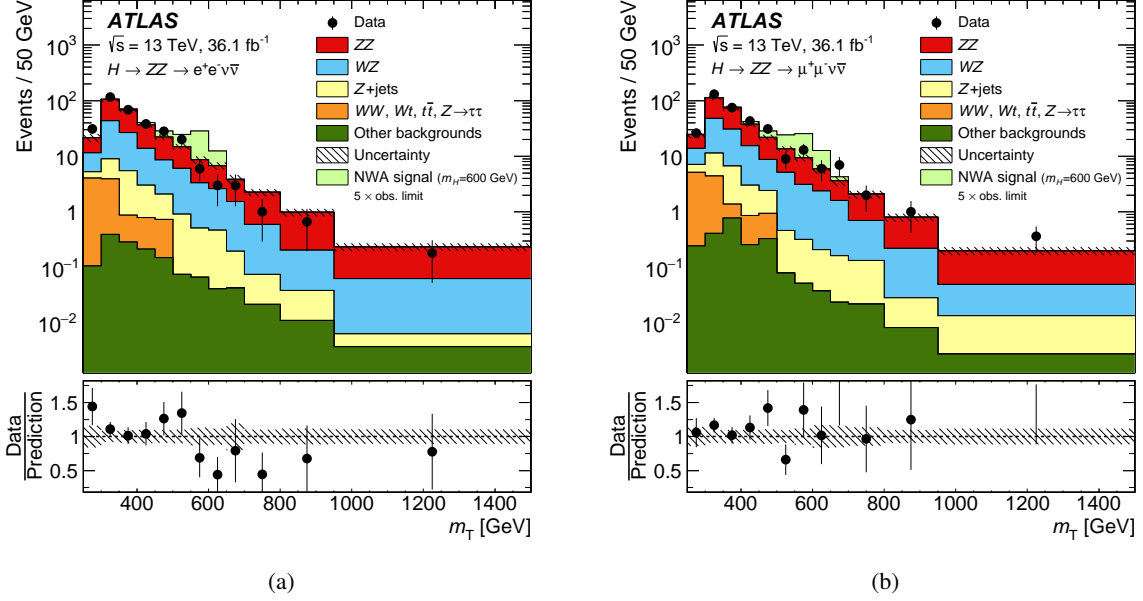 Events / 50 GeV
10³
10²
10
1
10⁻¹
10⁻²
ATLAS
√s = 13 TeV, 36.1 fb⁻¹
H → ZZ → e⁺e⁻νν̄
Data
ZZ
WZ
Z+jets
WW, Wt, tt̄, Z→ττ
Other backgrounds
Uncertainty
NWA signal (m_H=600 GeV)
5 × obs. limit
Data
Prediction
1.5
1
0.5
400 600 800 1000 1200 1400
m_T [GeV]
(a)
Events / 50 GeV
10³
10²
10
1
10⁻¹
10⁻²
ATLAS
√s = 13 TeV, 36.1 fb⁻¹
H → ZZ → μ⁺μ⁻νν̄
Data
ZZ
WZ
Z+jets
WW, Wt, tt̄, Z→ττ
Other backgrounds
Uncertainty
NWA signal (m_H=600 GeV)
5 × obs. limit
Data
Prediction
1.5
1
0.5
400 600 800 1000 1200 1400
m_T [GeV]
(b)